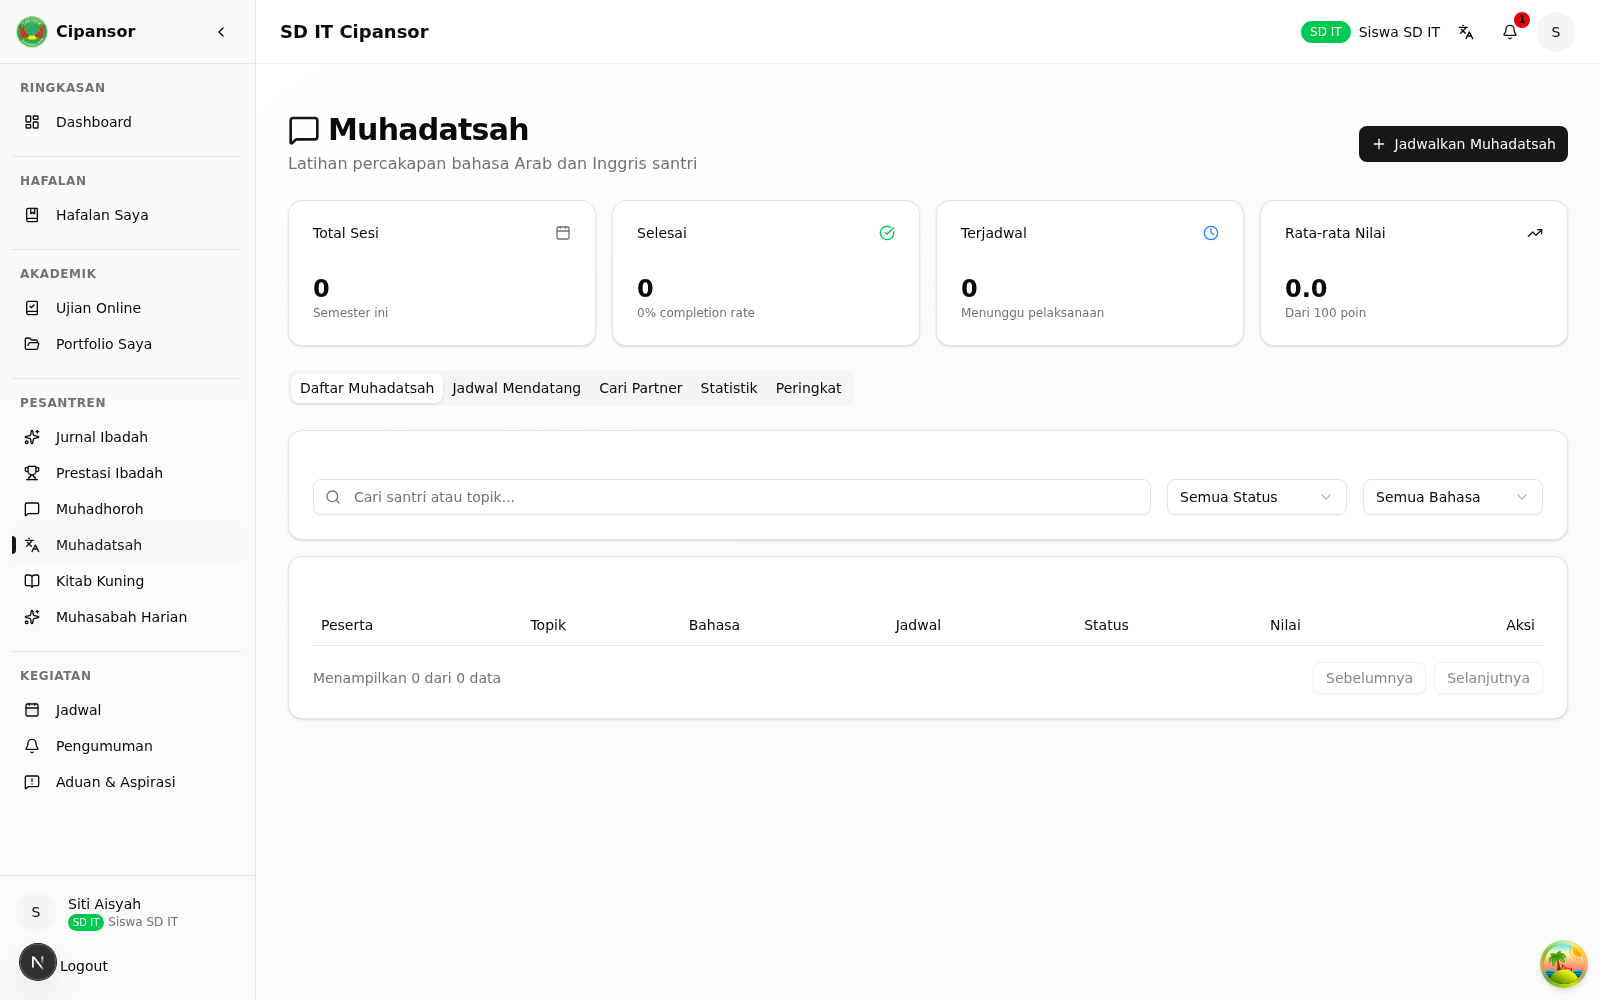 Cipansor
SD IT Cipansor
SD IT Siswa SD IT
1
S
RINGKASAN
Dashboard
HAFALAN
Hafalan Saya
AKADEMIK
Ujian Online
Portfolio Saya
PESANTREN
Jurnal Ibadah
Prestasi Ibadah
Muhadhoroh
Muhadatsah
Kitab Kuning
Muhasabah Harian
KEGIATAN
Jadwal
Pengumuman
Aduan & Aspirasi
S
Siti Aisyah
SD IT Siswa SD IT
N
Logout
Muhadatsah
Latihan percakapan bahasa Arab dan Inggris santri
Jadwalkan Muhadatsah
Total Sesi
0
Semester ini
Selesai
0
0% completion rate
Terjadwal
0
Menunggu pelaksanaan
Rata-rata Nilai
0.0
Dari 100 poin
Daftar Muhadatsah Jadwal Mendatang Cari Partner Statistik Peringkat
Cari santri atau topik...
Semua Status
Semua Bahasa
Peserta Topik Bahasa Jadwal Status Nilai Aksi
Menampilkan 0 dari 0 data
Sebelumnya
Selanjutnya